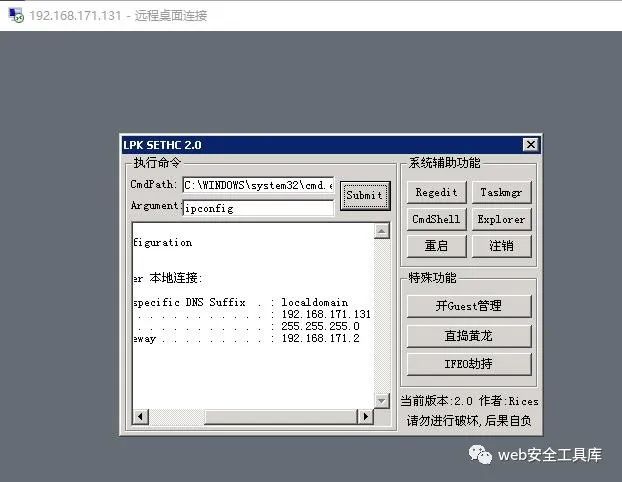 192.168.171.131 - 远程桌面连接
LPK SETHC 2.0
执行命令
CmdPath: C:\WINDOWS\system32\cmd.e
Argument: ipconfig
Submit
figuration
er 本地连接:
specific DNS Suffix . : localdomain
. . . . . . . . . . . . : 192.168.171.131
. . . . . . . . . . . . : 255.255.255.0
eway . . . . . . . . . : 192.168.171.2
系统辅助功能
Regedit Taskmgr
CmdShell Explorer
重启 注销
特殊功能
开Guest管理
直捣黄龙
IFEO劫持
当前版本:2.0 作者:Rices
请勿进行破坏,后果自负
web安全工具库